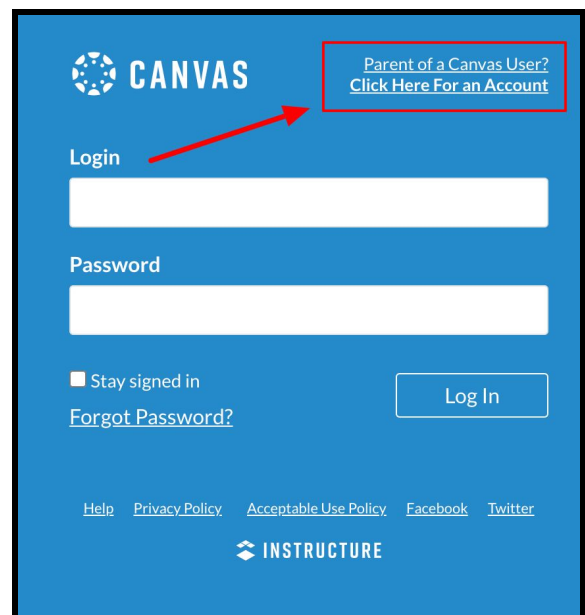 CANVAS
Parent of a Canvas User?
Click Here For an Account
Login
Password
Stay signed in
Forgot Password?
Log In
Help Privacy Policy Acceptable Use Policy Facebook Twitter
INSTRUCTURE